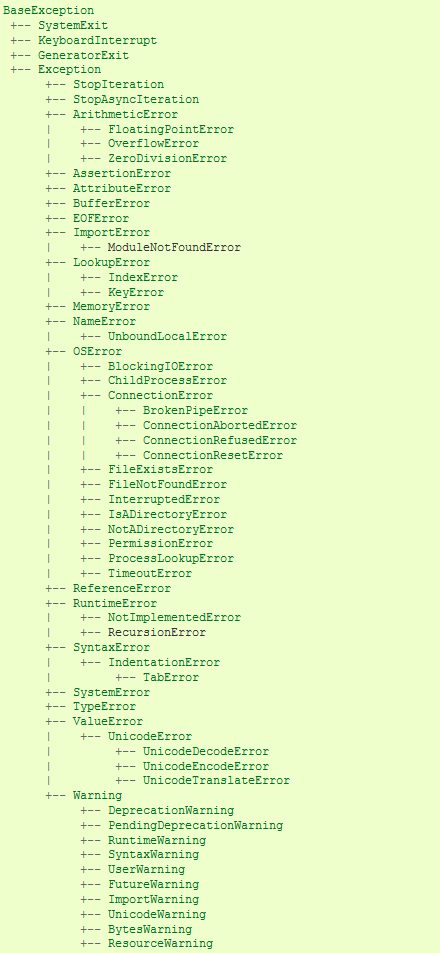 BaseException
 +-- SystemExit
 +-- KeyboardInterrupt
 +-- GeneratorExit
 +-- Exception
      +-- StopIteration
      +-- StopAsyncIteration
      +-- ArithmeticError
      |    +-- FloatingPointError
      |    +-- OverflowError
      |    +-- ZeroDivisionError
      +-- AssertionError
      +-- AttributeError
      +-- BufferError
      +-- EOFError
      +-- ImportError
      |    +-- ModuleNotFoundError
      +-- LookupError
      |    +-- IndexError
      |    +-- KeyError
      +-- MemoryError
      +-- NameError
      |    +-- UnboundLocalError
      +-- OSError
      |    +-- BlockingIOError
      |    +-- ChildProcessError
      |    +-- ConnectionError
      |    |    +-- BrokenPipeError
      |    |    +-- ConnectionAbortedError
      |    |    +-- ConnectionRefusedError
      |    |    +-- ConnectionResetError
      |    +-- FileExistsError
      |    +-- FileNotFoundError
      |    +-- InterruptedError
      |    +-- IsADirectoryError
      |    +-- NotADirectoryError
      |    +-- PermissionError
      |    +-- ProcessLookupError
      |    +-- TimeoutError
      +-- ReferenceError
      +-- RuntimeError
      |    +-- NotImplementedError
      |    +-- RecursionError
      +-- SyntaxError
      |    +-- IndentationError
      |         +-- TabError
      +-- SystemError
      +-- TypeError
      +-- ValueError
      |    +-- UnicodeError
      |         +-- UnicodeDecodeError
      |         +-- UnicodeEncodeError
      |         +-- UnicodeTranslateError
      +-- Warning
           +-- DeprecationWarning
           +-- PendingDeprecationWarning
           +-- RuntimeWarning
           +-- SyntaxWarning
           +-- UserWarning
           +-- FutureWarning
           +-- ImportWarning
           +-- UnicodeWarning
           +-- BytesWarning
           +-- ResourceWarning